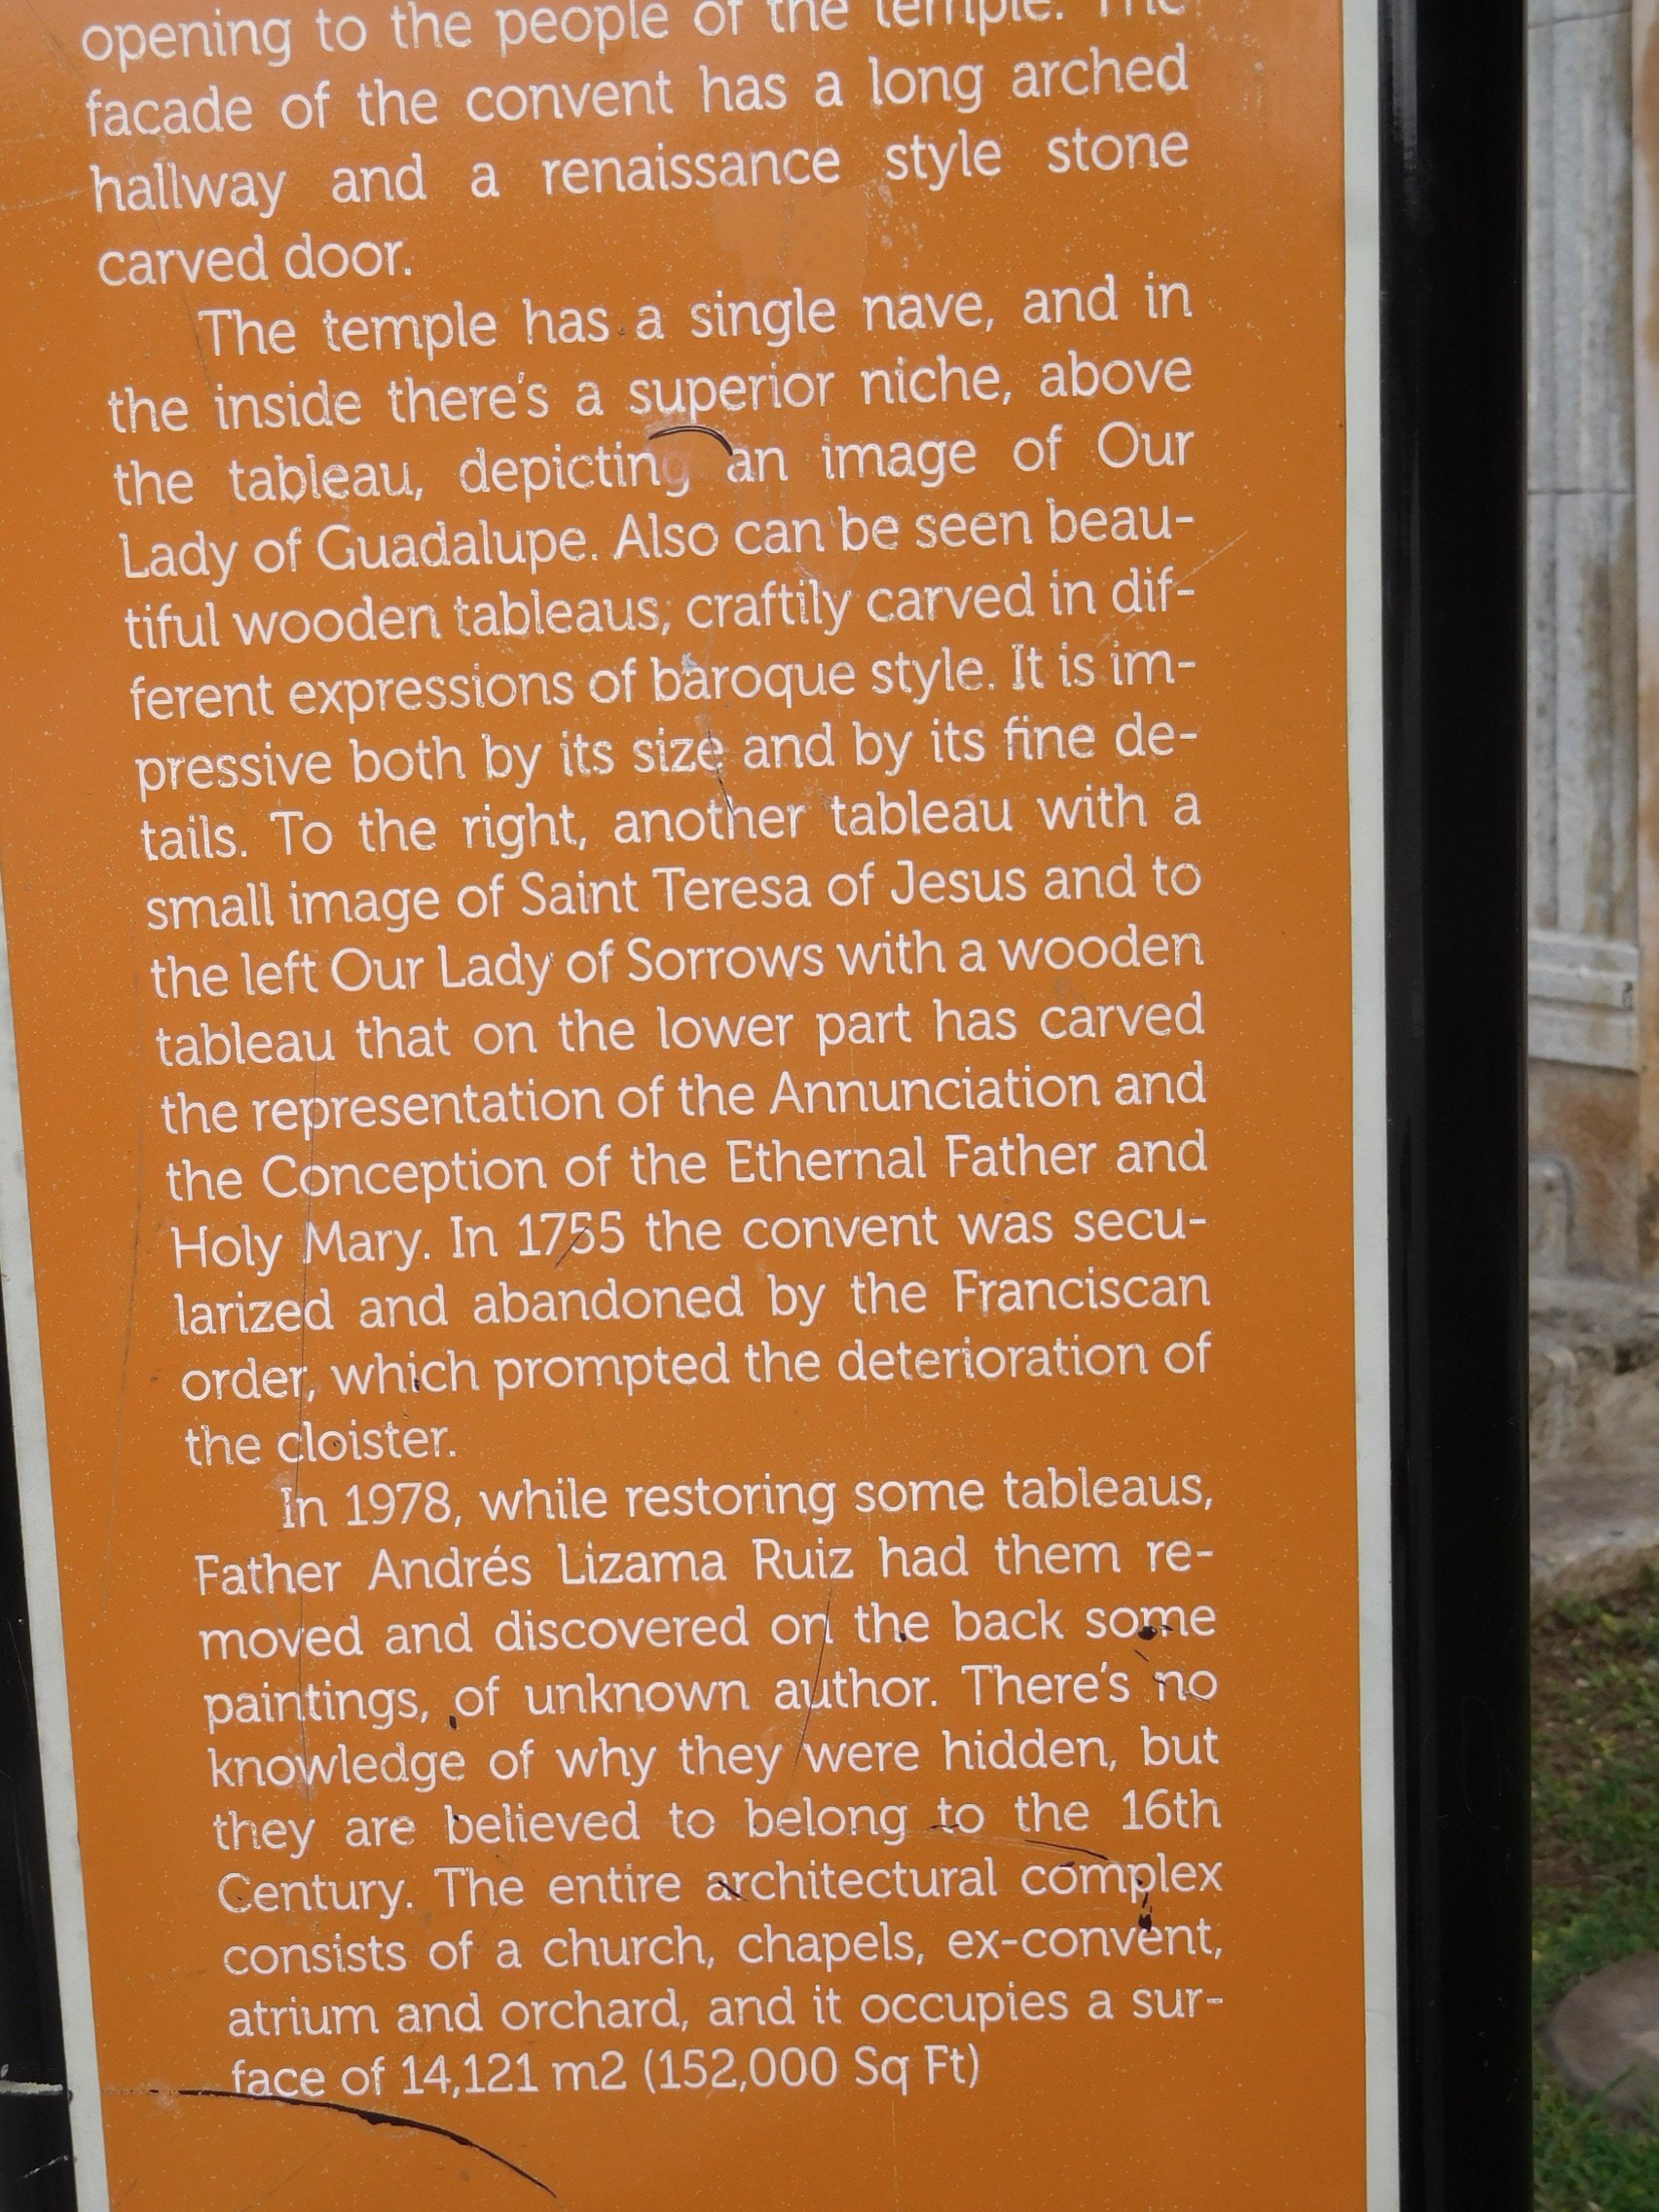 opening to the people of the temple. The
facade of the convent has a long arched
hallway and a renaissance style stone
carved door.
The temple has a single nave, and in
the inside there's a superior niche, above
the tableau, depicting an image of Our
Lady of Guadalupe. Also can be seen beau-
tiful wooden tableaus, craftily carved in dif-
ferent expressions of baroque style. It is im-
pressive both by its size and by its fine de-
tails. To the right, another tableau with a
small image of Saint Teresa of Jesus and to
the left Our Lady of Sorrows with a wooden
tableau that on the lower part has carved
the representation of the Annunciation and
the Conception of the Ethernal Father and
Holy Mary. In 1755 the convent was secu-
larized and abandoned by the Franciscan
order, which prompted the deterioration of
the cloister.
In 1978, while restoring some tableaus,
Father Andrés Lizama Ruiz had them re-
moved and discovered on the back some
paintings, of unknown author. There's no
knowledge of why they were hidden, but
they are believed to belong to the 16th
Century. The entire architectural complex
consists of a church, chapels, ex-convent,
atrium and orchard, and it occupies a sur-
face of 14,121 m2 (152,000 Sq Ft)